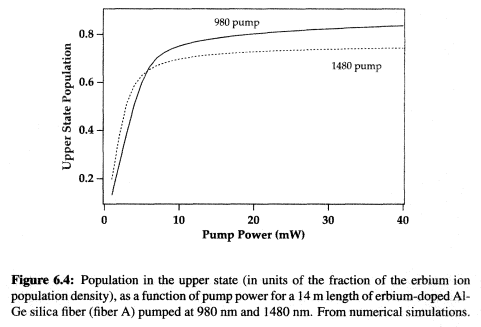 980 pump
1480 pump
Upper State Population
0.8
0.6
0.4
0.2
0
10
20
30
40
Pump Power (mW)
Figure 6.4: Population in the upper state (in units of the fraction of the erbium ion
population density), as a function of pump power for a 14 m length of erbium-doped Al-
Ge silica fiber (fiber A) pumped at 980 nm and 1480 nm. From numerical simulations.